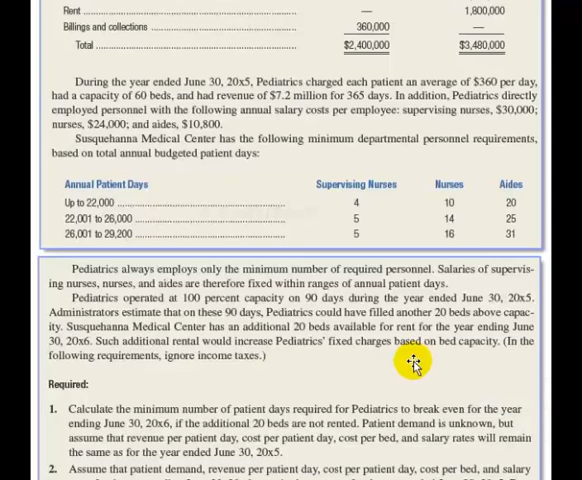 Rent ........ — 1,800,000
Billings and collections ........ 360,000 —
Total ........ $2,400,000 $3,480,000
During the year ended June 30, 20x5, Pediatrics charged each patient an average of $360 per day,
had a capacity of 60 beds, and had revenue of $7.2 million for 365 days. In addition, Pediatrics directly
employed personnel with the following annual salary costs per employee: supervising nurses, $30,000;
nurses, $24,000; and aides, $10,800.
Susquehanna Medical Center has the following minimum departmental personnel requirements,
based on total annual budgeted patient days:
Annual Patient Days Supervising Nurses Nurses Aides
Up to 22,000 ........ 4 10 20
22,001 to 26,000 ........ 5 14 25
26,001 to 29,200 ........ 5 16 31
Pediatrics always employs only the minimum number of required personnel. Salaries of supervis-
ing nurses, nurses, and aides are therefore fixed within ranges of annual patient days.
Pediatrics operated at 100 percent capacity on 90 days during the year ended June 30, 20x5.
Administrators estimate that on these 90 days, Pediatrics could have filled another 20 beds above capac-
ity. Susquehanna Medical Center has an additional 20 beds available for rent for the year ending June
30, 20x6. Such additional rental would increase Pediatrics' fixed charges based on bed capacity. (In the
following requirements, ignore income taxes.)
Required:
1. Calculate the minimum number of patient days required for Pediatrics to break even for the year
ending June 30, 20x6, if the additional 20 beds are not rented. Patient demand is unknown, but
assume that revenue per patient day, cost per patient day, cost per bed, and salary rates will remain
the same as for the year ended June 30, 20x5.
2. Assume that patient demand, revenue per patient day, cost per patient day, cost per bed, and salary